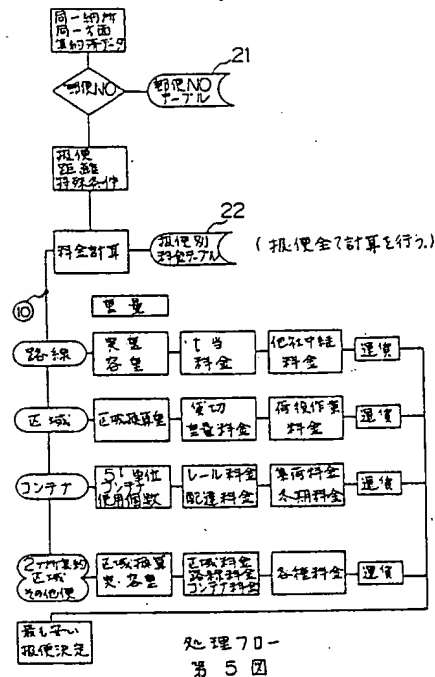 同一納所
同一方面
集約済データ
郵便NO
21
郵便NO
テーブル
扱便
距離
特殊条件
22
料金計算
扱便別
料金テーブル
(扱便全て計算を行う。)
⑩
重量
路線
実重
容重
t当
料金
他社中継
料金
運賃
区域
区域換算重
貸切
重量料金
荷役作業
料金
運賃
コンテナ
5t単位
コンテナ
使用個数
レール料金
配達料金
集荷料金
冬期料金
運賃
2ヶ所集約
区域
その他便
区域換算
実・容重
区域料金
路線料金
コンテナ料金
各種料金
運賃
最も安い
扱便決定
処理フロー
第5図